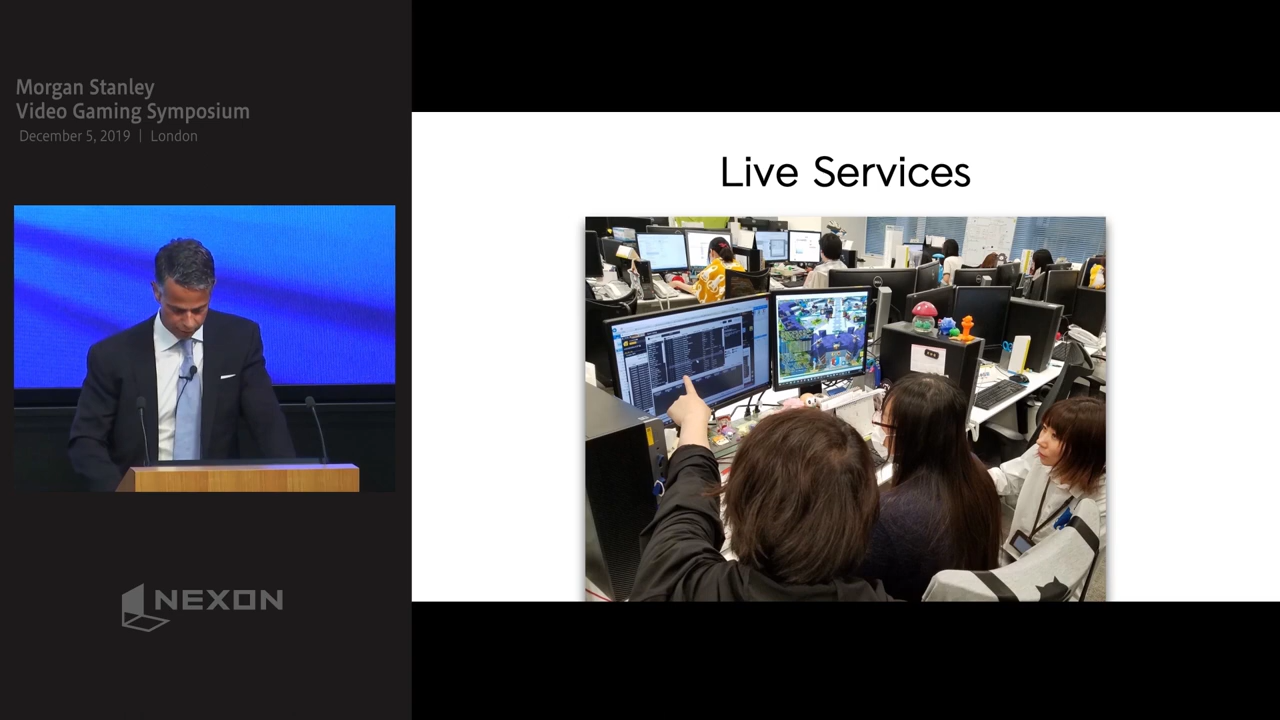 Morgan Stanley
Video Gaming Symposium
December 5, 2019 | London
NEXON
Live Services